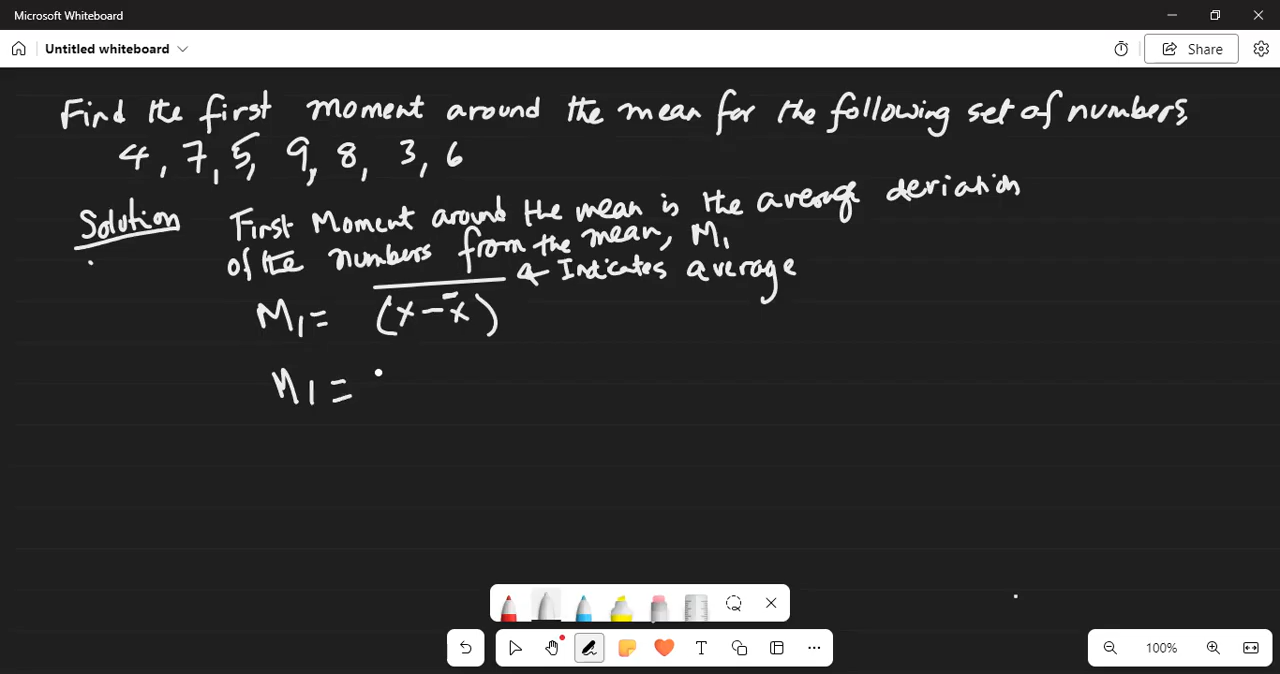 Microsoft Whiteboard
Untitled whiteboard
Share
Find the first moment around the mean for the following set of numbers,
4, 7, 5, 9, 8, 3, 6
Solution First Moment around the mean is the average deviation
of the numbers from the mean, M₁
← Indicates average
M₁ = (x - x̄)
M₁ =
100%